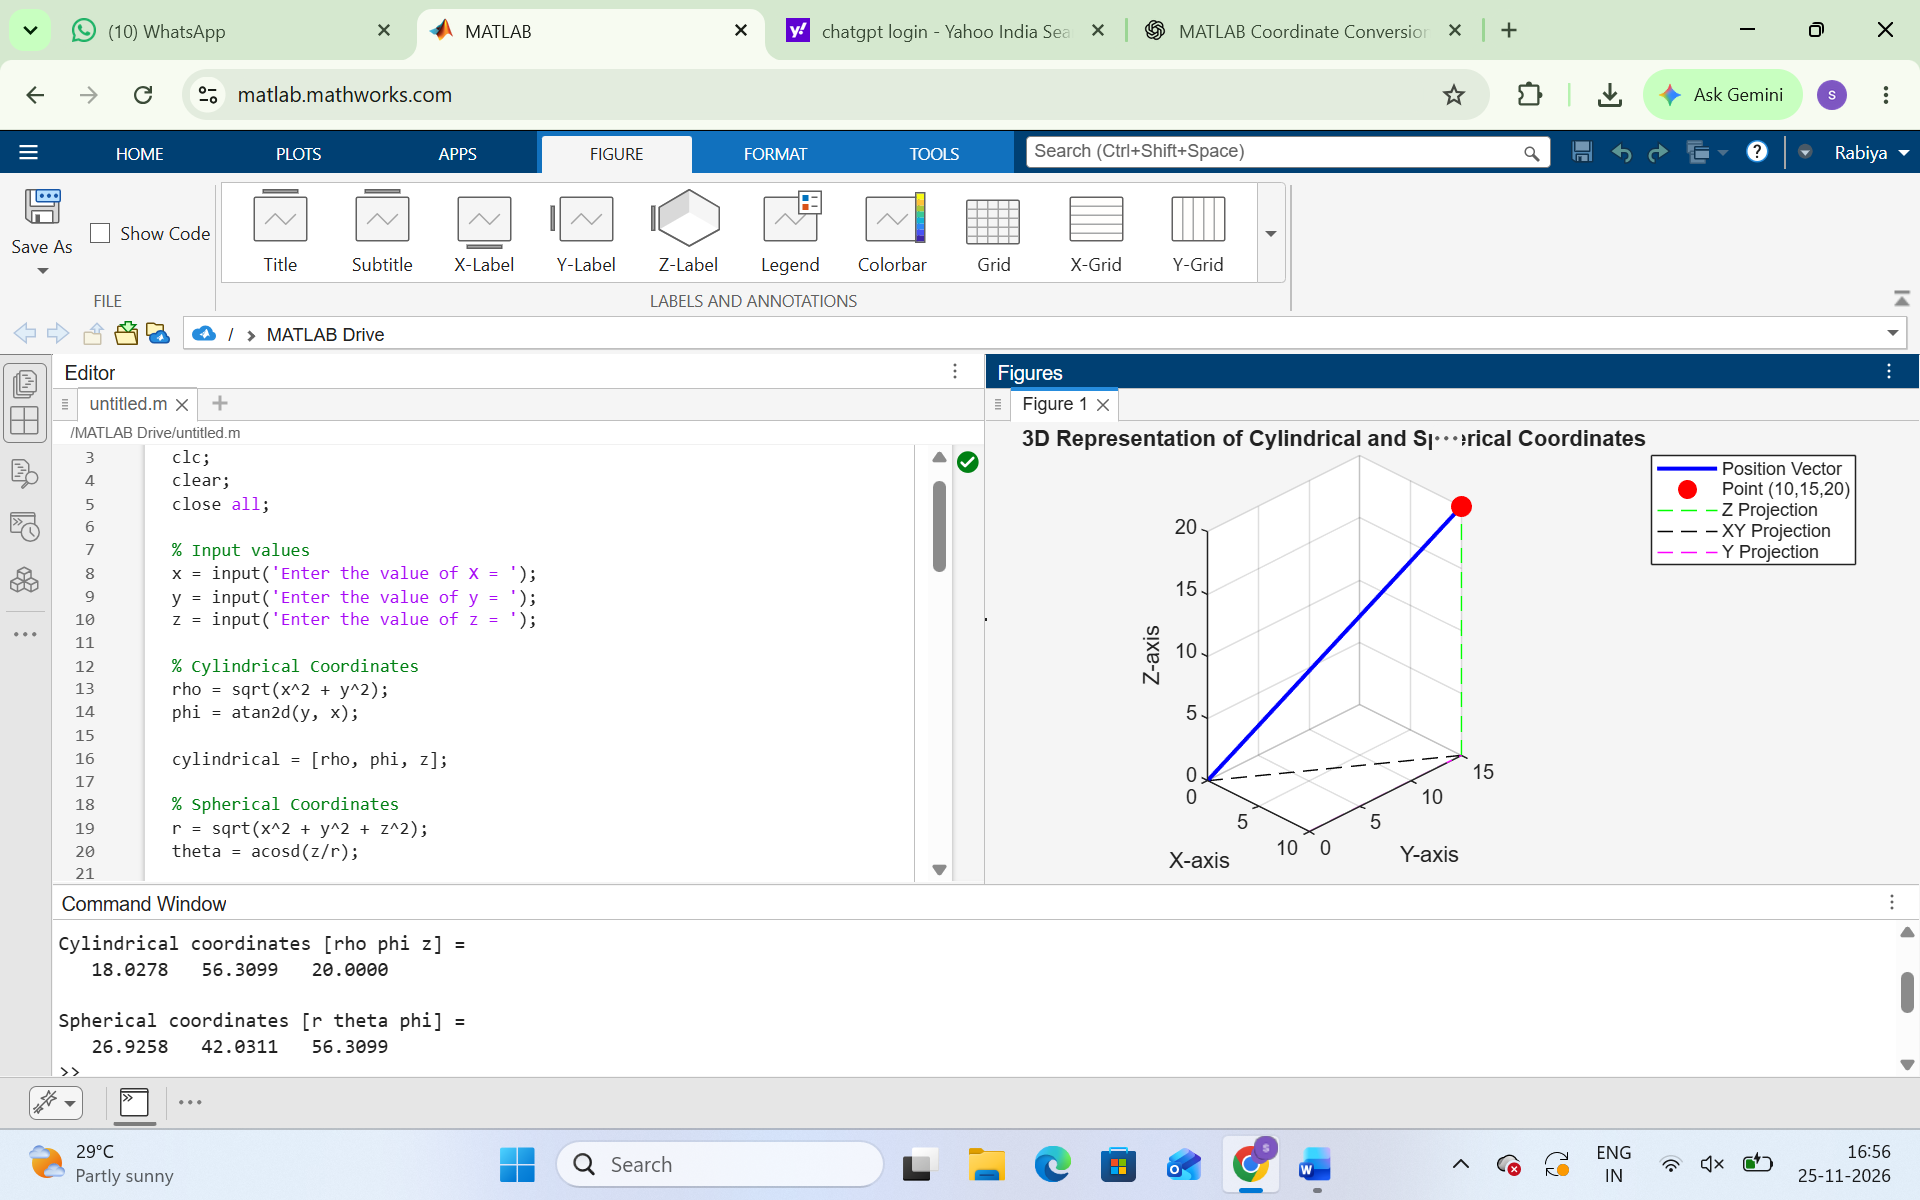 (10) WhatsApp
MATLAB
chatgpt login - Yahoo India Sea
MATLAB Coordinate Conversion
matlab.mathworks.com
Ask Gemini
s
HOME
PLOTS
APPS
FIGURE
FORMAT
TOOLS
Search (Ctrl+Shift+Space)
Rabiya
Save As
Show Code
Title
Subtitle
X-Label
Y-Label
Z-Label
Legend
Colorbar
Grid
X-Grid
Y-Grid
FILE
LABELS AND ANNOTATIONS
/ › MATLAB Drive
Editor
untitled.m
/MATLAB Drive/untitled.m
3 clc;
4 clear;
5 close all;
6
7 % Input values
8 x = input('Enter the value of X = ');
9 y = input('Enter the value of y = ');
10 z = input('Enter the value of z = ');
11
12 % Cylindrical Coordinates
13 rho = sqrt(x^2 + y^2);
14 phi = atan2d(y, x);
15
16 cylindrical = [rho, phi, z];
17
18 % Spherical Coordinates
19 r = sqrt(x^2 + y^2 + z^2);
20 theta = acosd(z/r);
21
Figures
Figure 1
3D Representation of Cylindrical and Sp···rical Coordinates
Position Vector
Point (10,15,20)
Z Projection
XY Projection
Y Projection
20
15
10
5
0
Z-axis
0
5
10
X-axis
0
5
10
15
Y-axis
Command Window
Cylindrical coordinates [rho phi z] =
18.0278 56.3099 20.0000
Spherical coordinates [r theta phi] =
26.9258 42.0311 56.3099
>>
29°C
Partly sunny
Search
ENG
IN
16:56
25-11-2026